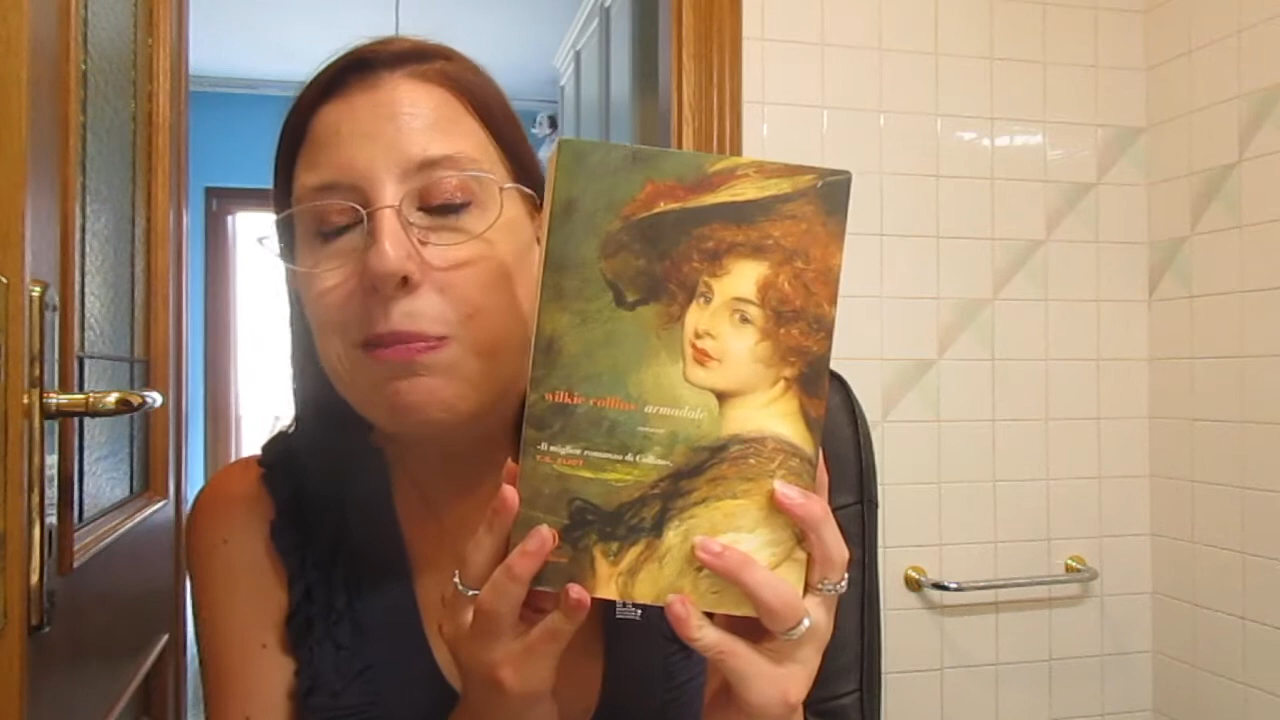 wilkie collins armadale
romanzo
«Il miglior romanzo di Collins».
T.S. ELIOT